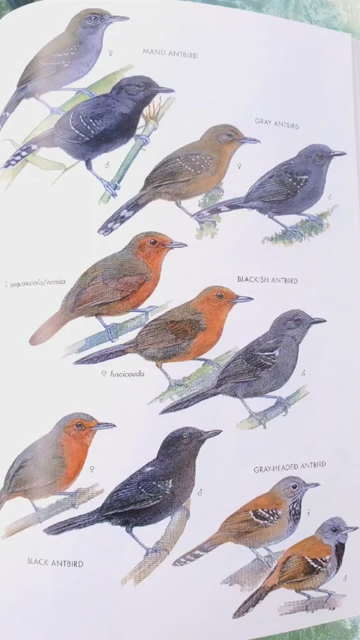 ♀
MANU ANTBIRD
♂
GRAY ANTBIRD
♀
BLACKISH ANTBIRD
♀ fuscicauda
♂
♀
♂
GRAY-HEADED ANTBIRD
♀
BLACK ANTBIRD
♂